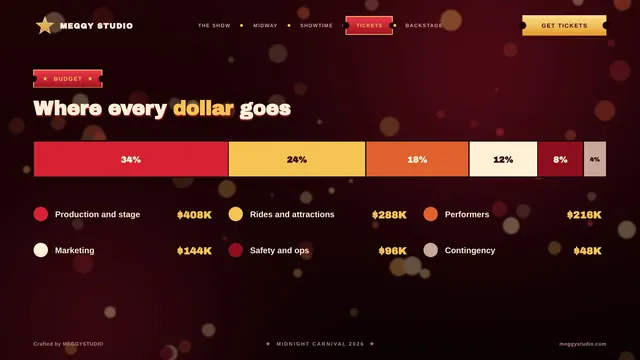 MEGGY STUDIO
THE SHOW
MIDWAY
SHOWTIME
TICKETS
BACKSTAGE
GET TICKETS
★ BUDGET ★
Where every dollar goes
34%
24%
18%
12%
8%
4%
Production and stage $408K
Rides and attractions $288K
Performers $216K
Marketing $144K
Safety and ops $96K
Contingency $48K
Crafted by MEGGYSTUDIO
★ MIDNIGHT CARNIVAL 2026 ★
meggystudio.com